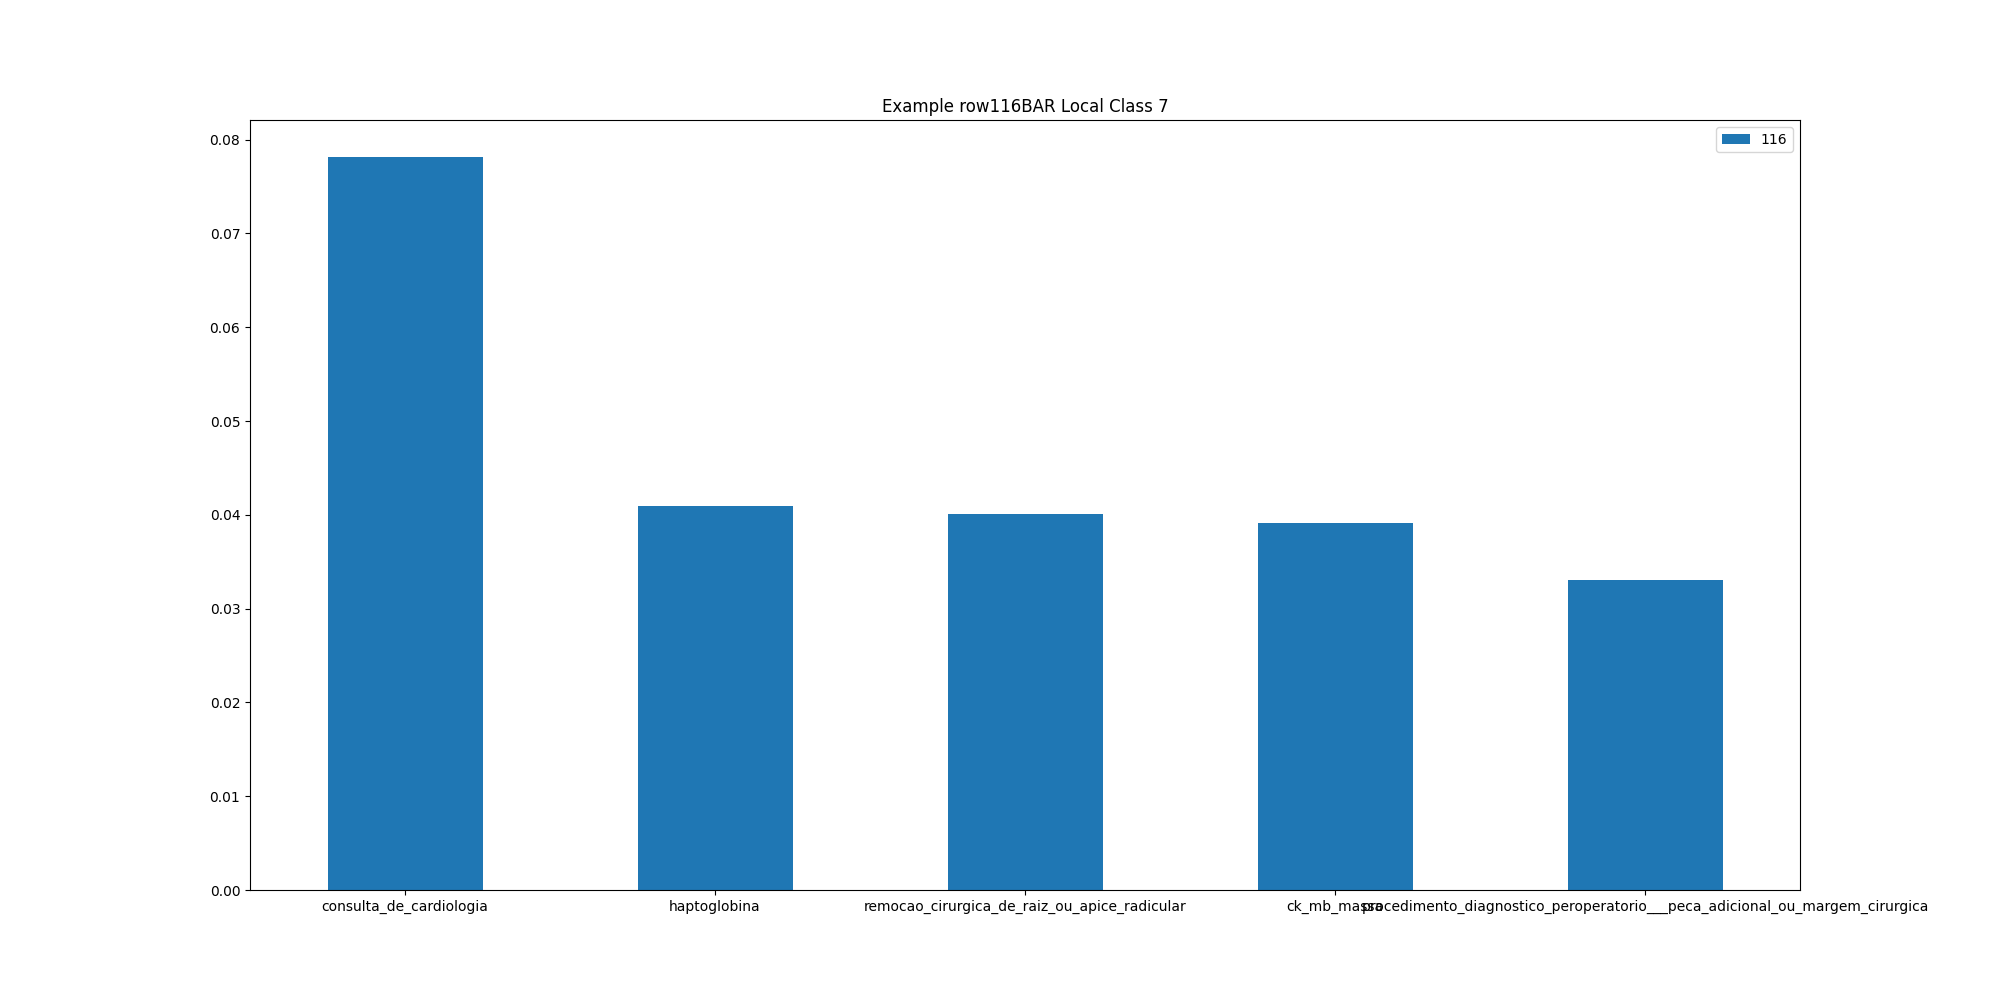 Example row116BAR Local Class 7
116
0.08
0.07
0.06
0.05
0.04
0.03
0.02
0.01
0.00
consulta_de_cardiologia
haptoglobina
remocao_cirurgica_de_raiz_ou_apice_radicular
ck_mb_massa
procedimento_diagnostico_peroperatorio___peca_adicional_ou_margem_cirurgica